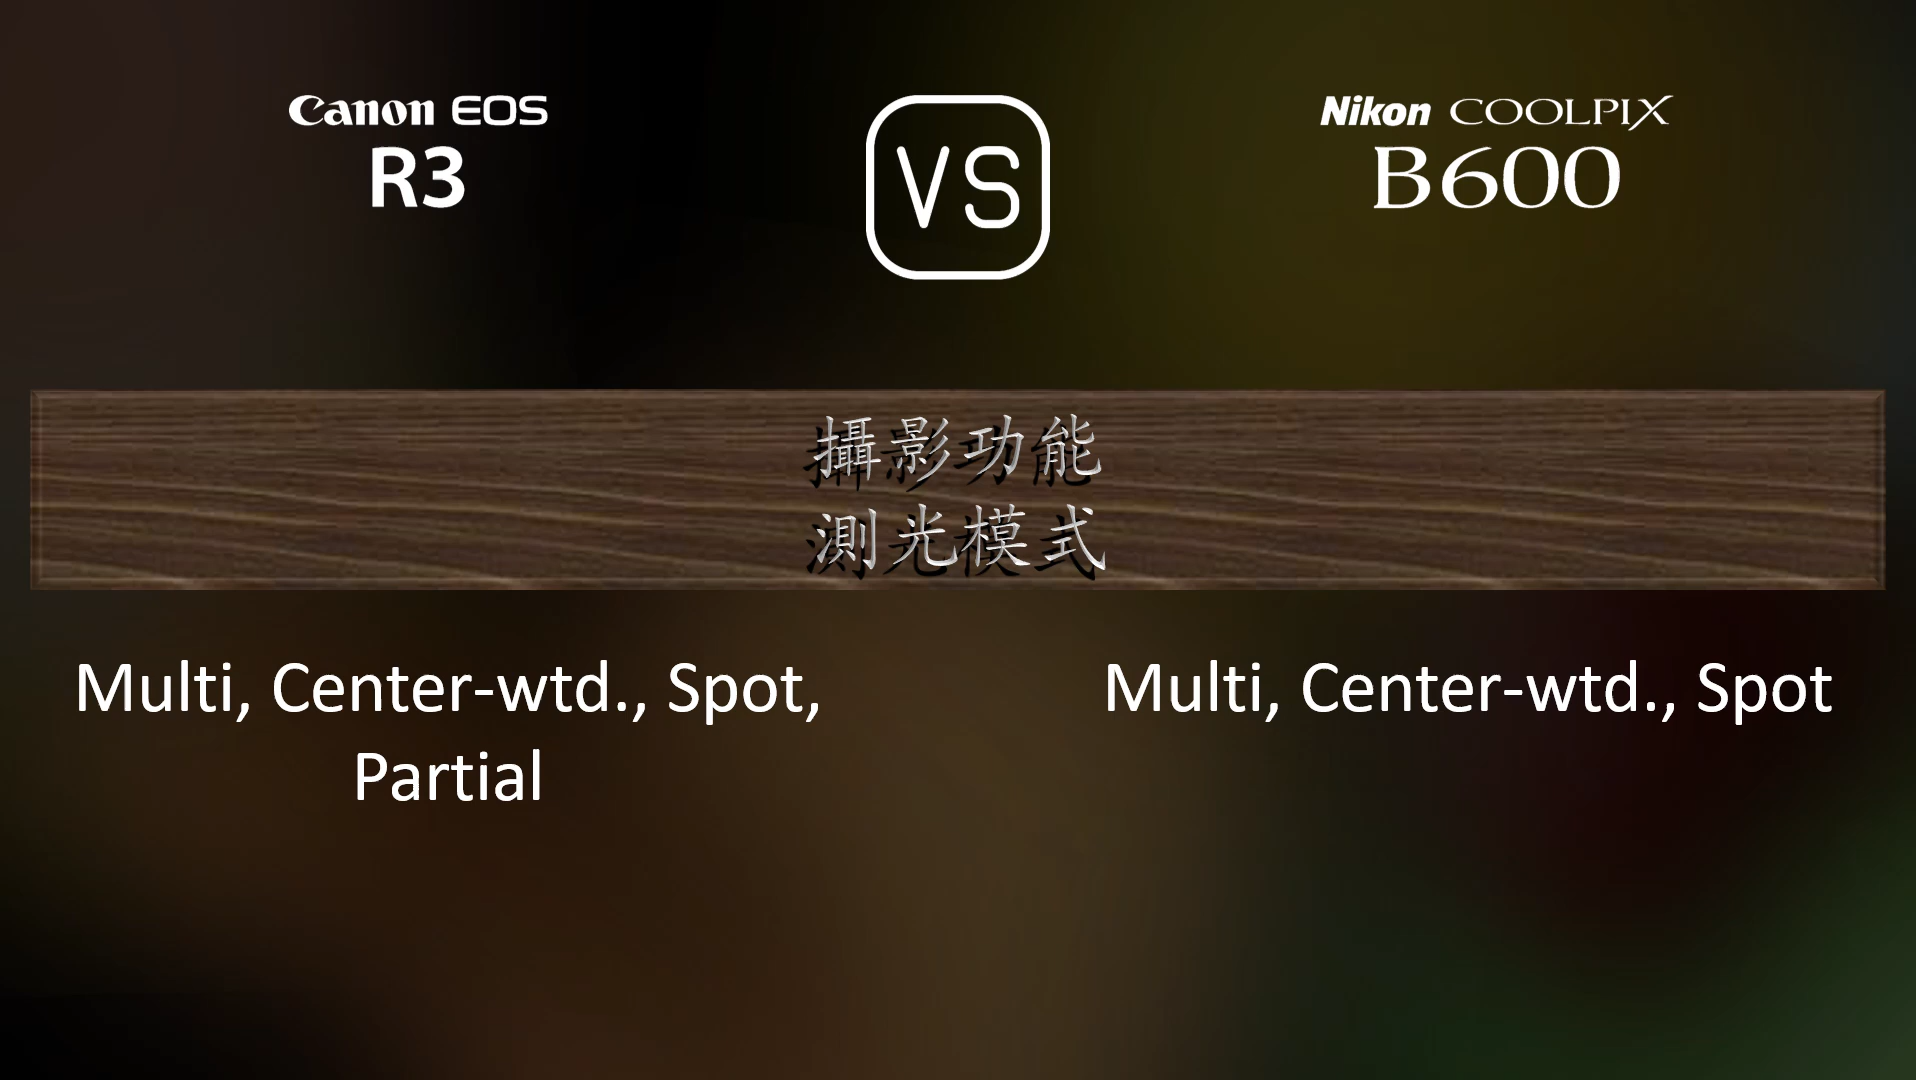 Canon EOS
R3
VS
Nikon COOLPIX
B600
攝影功能
測光模式
Multi, Center-wtd., Spot,
Partial
Multi, Center-wtd., Spot